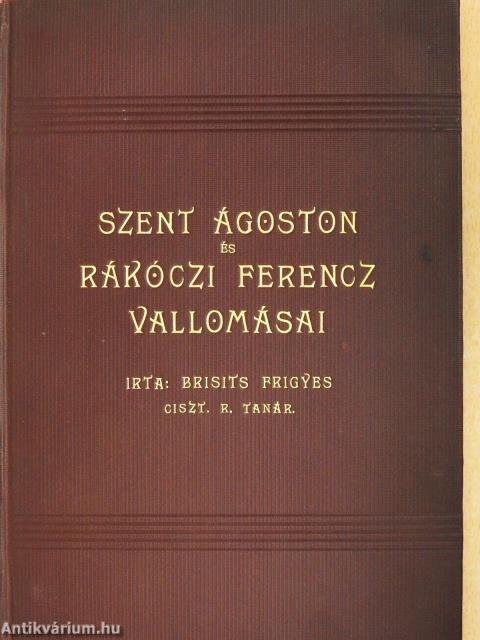 SZENT ÁGOSTON
ÉS
RÁKÓCZI FERENCZ
VALLOMÁSAI
IRTA: BRISITS FRIGYES
CISZT. R. TANÁR.
Antikvárium.hu